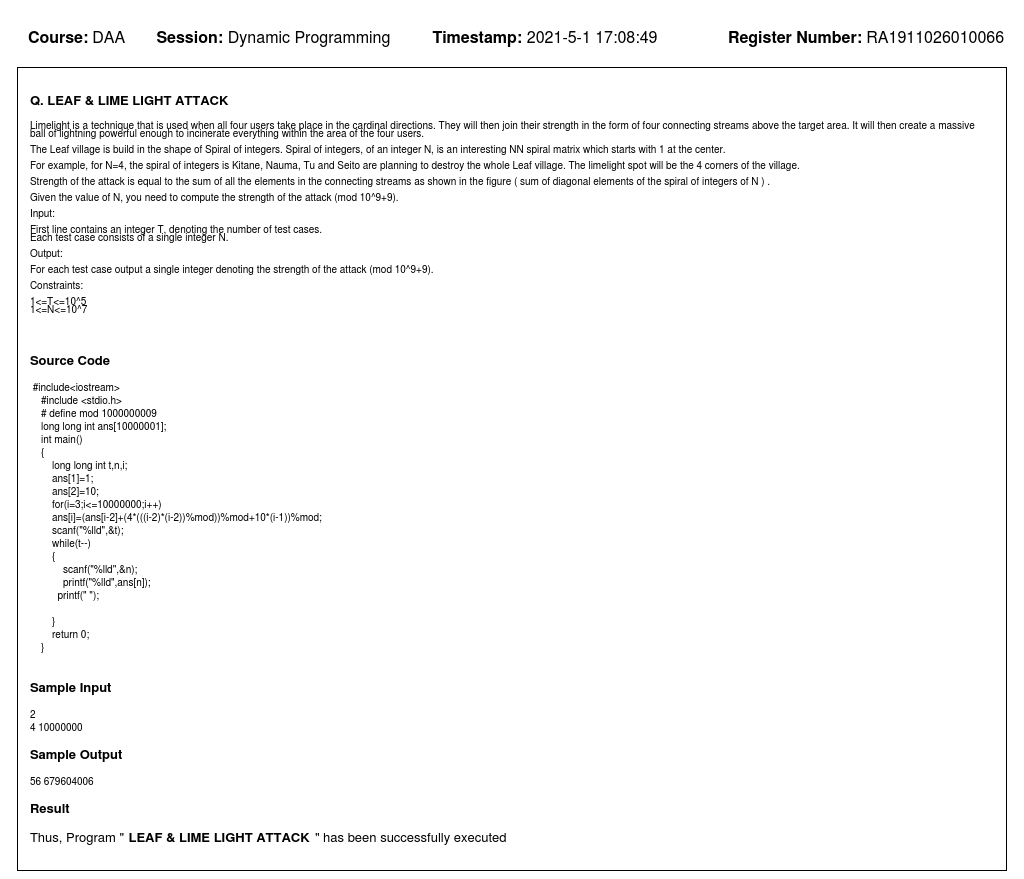 Course: DAA Session: Dynamic Programming Timestamp: 2021-5-1 17:08:49 Register Number: RA1911026010066
Q. LEAF & LIME LIGHT ATTACK
Limelight is a technique that is used when all four users take place in the cardinal directions. They will then join their strength in the form of four connecting streams above the target area. It will then create a massive
ball of lightning powerful enough to incinerate everything within the area of the four users.
The Leaf village is build in the shape of Spiral of integers. Spiral of integers, of an integer N, is an interesting NN spiral matrix which starts with 1 at the center.
For example, for N=4, the spiral of integers is Kitane, Nauma, Tu and Seito are planning to destroy the whole Leaf village. The limelight spot will be the 4 corners of the village.
Strength of the attack is equal to the sum of all the elements in the connecting streams as shown in the figure ( sum of diagonal elements of the spiral of integers of N ) .
Given the value of N, you need to compute the strength of the attack (mod 10^9+9).
Input:
First line contains an integer T, denoting the number of test cases.
Each test case consists of a single integer N.
Output:
For each test case output a single integer denoting the strength of the attack (mod 10^9+9).
Constraints:
1<=T<=10^5
1<=N<=10^7
Source Code
#include<iostream>
#include <stdio.h>
# define mod 1000000009
long long int ans[10000001];
int main()
{
long long int t,n,i;
ans[1]=1;
ans[2]=10;
for(i=3;i<=10000000;i++)
ans[i]=(ans[i-2]+(4*(((i-2)*(i-2))%mod))%mod+10*(i-1))%mod;
scanf("%lld",&t);
while(t--)
{
scanf("%lld",&n);
printf("%lld",ans[n]);
printf(" ");
}
return 0;
}
Sample Input
2
4 10000000
Sample Output
56 679604006
Result
Thus, Program " LEAF & LIME LIGHT ATTACK " has been successfully executed